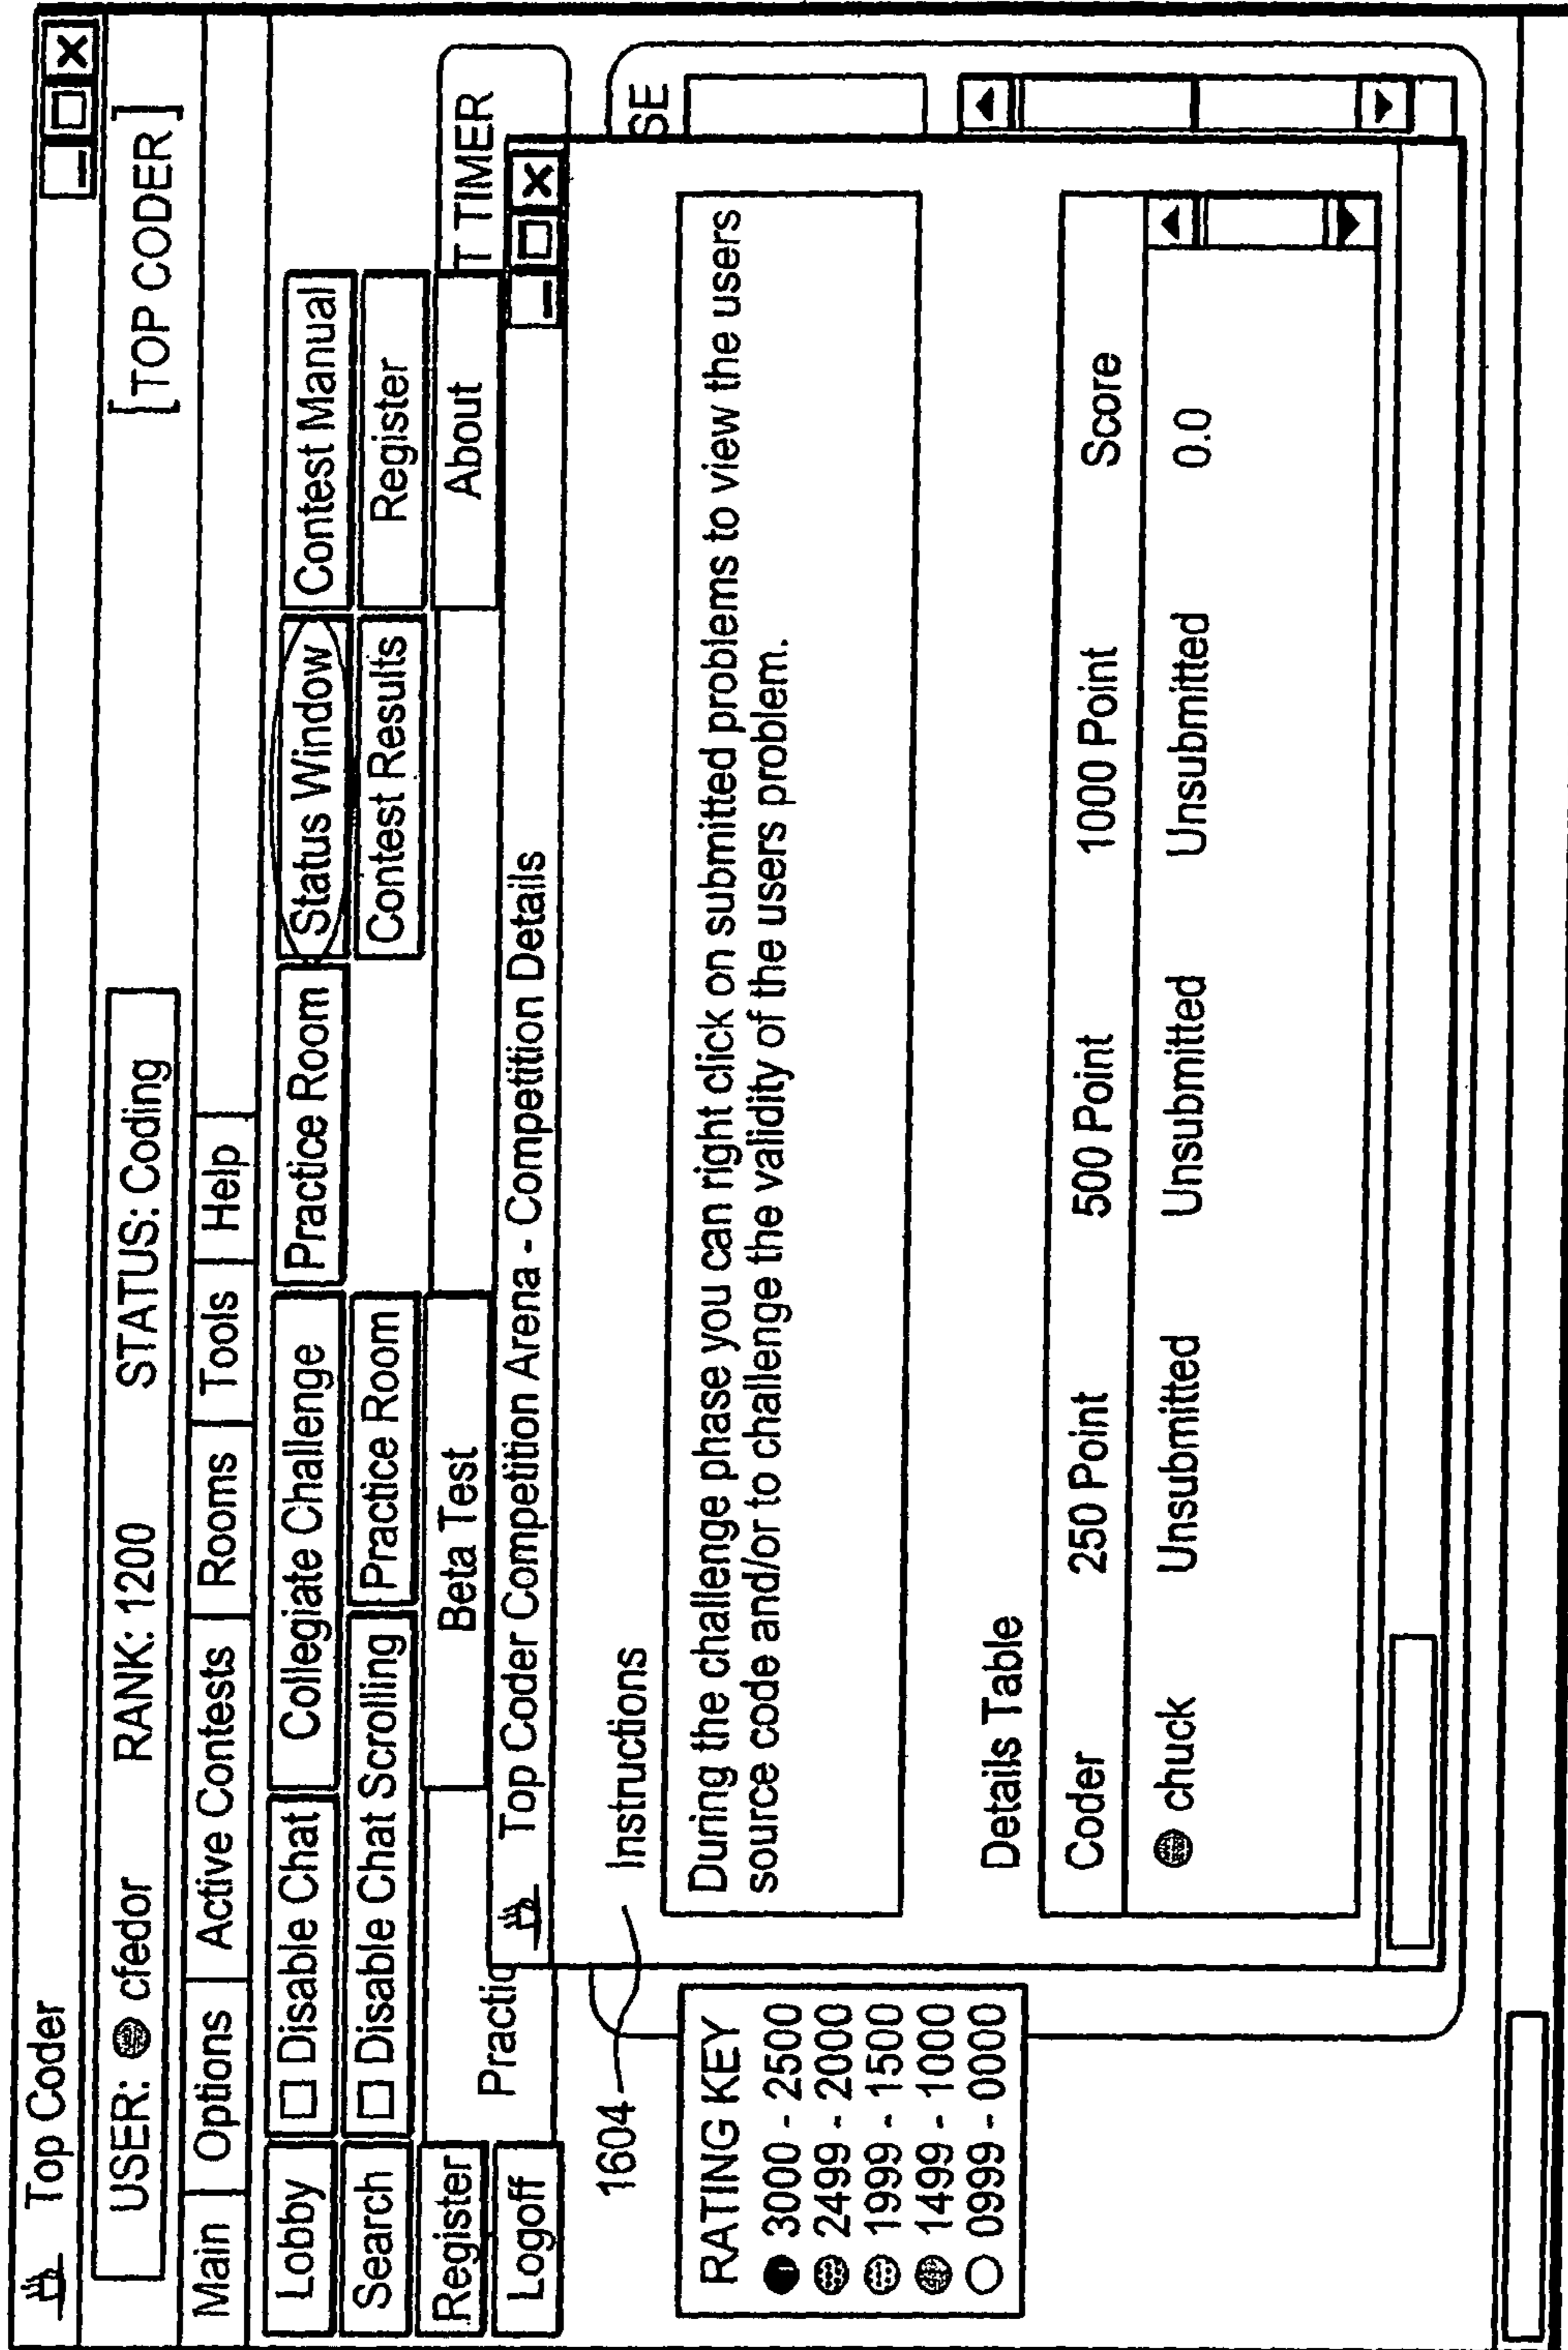 Top Coder
USER: cfedor RANK: 1200 STATUS: Coding [TOP CODER]
Main Options Active Contests Rooms Tools Help
Lobby Disable Chat Collegiate Challenge Practice Room Status Window Contest Manual
Search Disable Chat Scrolling Practice Room Contest Results Register
Register Beta Test About
Logoff Practic T TIMER
Top Coder Competition Arena - Competition Details
1604 Instructions
SE
During the challenge phase you can right click on submitted problems to view the users
source code and/or to challenge the validity of the users problem.
RATING KEY
3000 - 2500
2499 - 2000
1999 - 1500
1499 - 1000
0999 - 0000
Details Table
Coder 250 Point 500 Point 1000 Point Score
chuck Unsubmitted Unsubmitted Unsubmitted 0.0